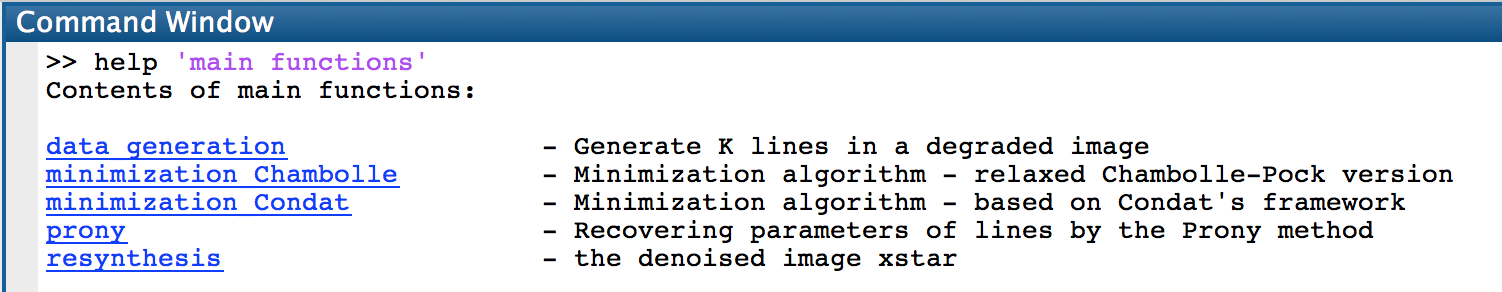 Command Window
>> help 'main functions'
Contents of main functions:
data generation - Generate K lines in a degraded image
minimization Chambolle - Minimization algorithm - relaxed Chambolle-Pock version
minimization Condat - Minimization algorithm - based on Condat's framework
prony - Recovering parameters of lines by the Prony method
resynthesis - the denoised image xstar